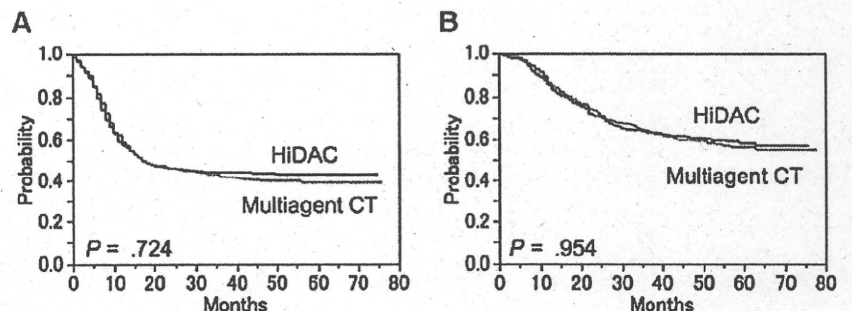 A
Probability
1.0
0.8
0.6
0.4
0.2
0.0
HiDAC
Multiagent CT
P = .724
0 10 20 30 40 50 60 70 80
Months
B
Probability
1.0
0.8
0.6
0.4
0.2
0.0
HiDAC
Multiagent CT
P = .954
0 10 20 30 40 50 60 70 80
Months